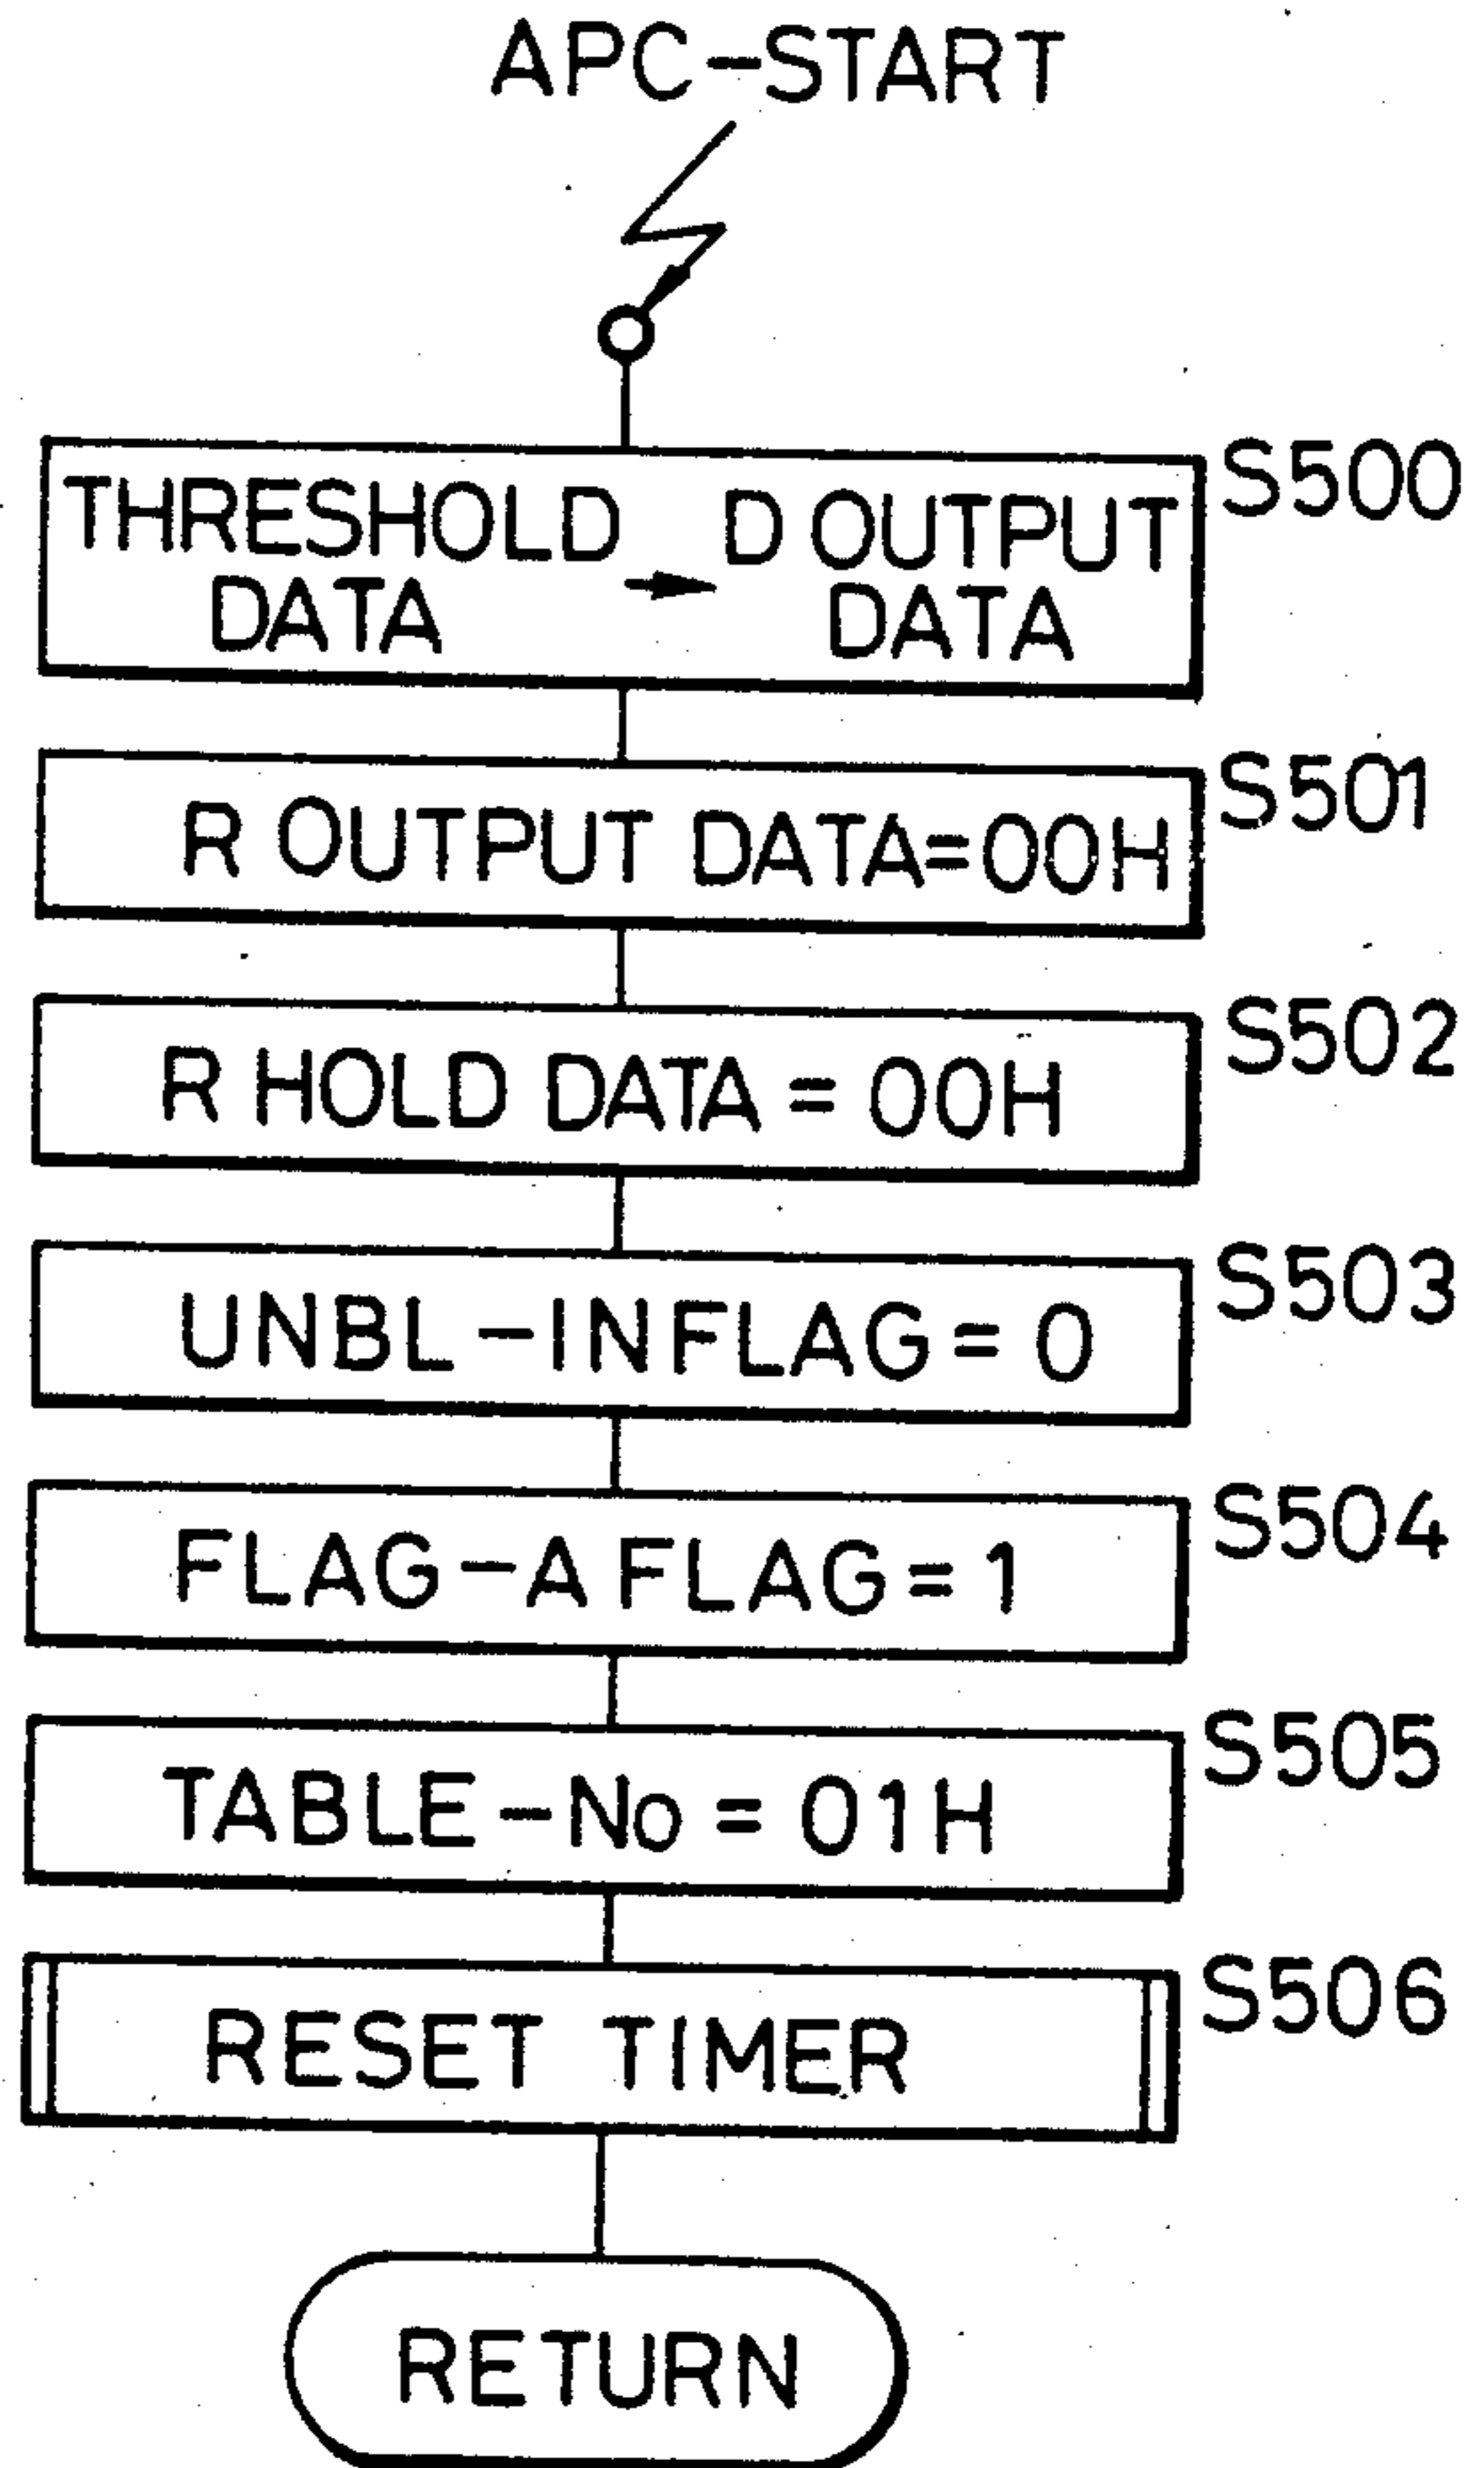 APC-START
S500
THRESHOLD DATA → D OUTPUT DATA
S501
R OUTPUT DATA=00H
S502
R HOLD DATA = 00H
S503
UNBL-INFLAG = 0
S504
FLAG-A FLAG = 1
S505
TABLE-No = 01H
S506
RESET TIMER
RETURN